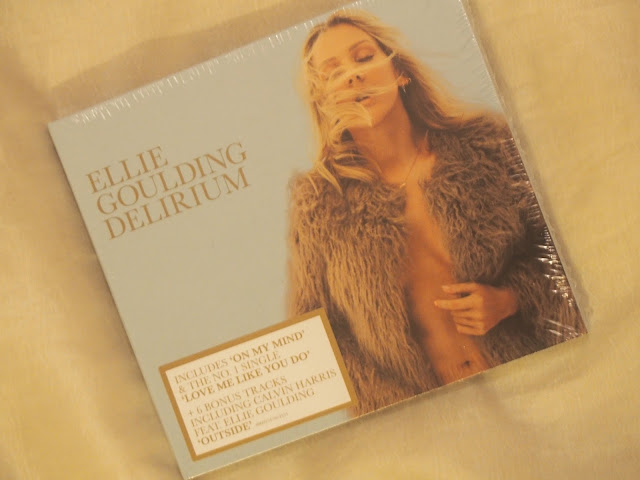 ELLIE
GOULDING
DELIRIUM
INCLUDES 'ON MY MIND'
& THE NO. 1 SINGLE
'LOVE ME LIKE YOU DO'
+ 6 BONUS TRACKS
INCLUDING CALVIN HARRIS
FEAT. ELLIE GOULDING
'OUTSIDE'